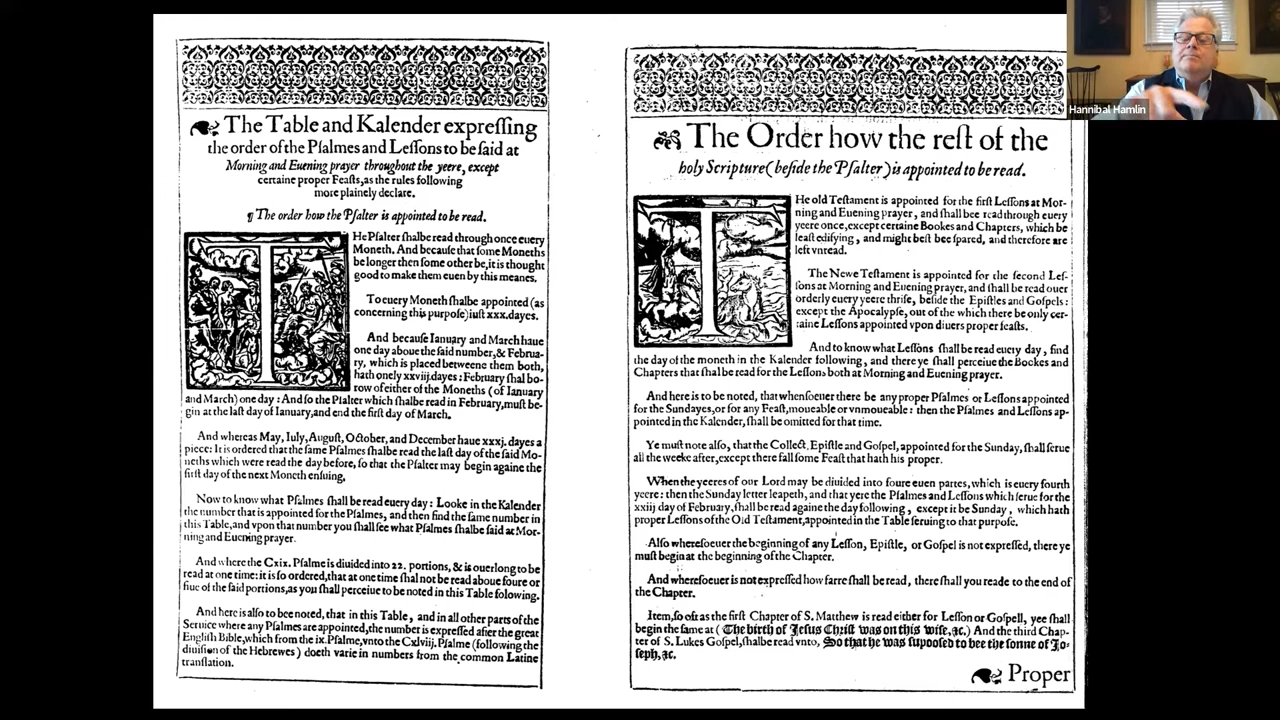 The Table and Kalender expreſſing
the order of the Pſalmes and Leſſons to be ſaid at
Morning and Euening prayer throughout the yeere, except
certaine proper Feaſts, as the rules following
more plainely declare.
¶ The order how the Pſalter is appointed to be read.
THe Pſalter ſhalbe read through once euery
Moneth. And becauſe that ſome Moneths
be longer then ſome other be, it is thought
good to make them euen by this meanes.
To euery Moneth ſhalbe appointed (as
concerning this purpoſe) iuſt xxx. dayes.
And becauſe Ianuary and March haue
one day aboue the ſaid number, & Februa-
ry, which is placed betweene them both,
hath onely xxviij. dayes: February ſhal bo-
row of either of the Moneths (of Ianuary
and March) one day: And ſo the Pſalter which ſhalbe read in February, muſt be-
gin at the laſt day of Ianuary, and end the firſt day of March.
And whereas May, Iuly, Auguſt, October, and December haue xxxj. dayes a
piece: It is ordered that the ſame Pſalmes ſhalbe read the laſt day of the ſaid Mo-
neths which were read the day before, ſo that the Pſalter may begin againe the
firſt day of the next Moneth enſuing.
Now to know what Pſalmes ſhall be read euery day: Looke in the Kalender
the number that is appointed for the Pſalmes, and then find the ſame number in
this Table, and vpon that number you ſhall ſee what Pſalmes ſhalbe ſaid at Mor-
ning and Euening prayer.
And where the Cxix. Pſalme is diuided into 22. portions, & is ouerlong to be
read at one time: it is ſo ordered, that at one time ſhal not be read aboue foure or
fiue of the ſaid portions, as you ſhall perceiue to be noted in this Table folowing.
And here is alſo to bee noted, that in this Table, and in all other parts of the
Seruice where any Pſalmes are appointed, the number is expreſſed after the great
Engliſh Bible, which from the ix. Pſalme, vnto the Cxlviij. Pſalme (following the
diuiſion of the Hebrewes) doeth varie in numbers from the common Latine
tranſlation.
The Order how the reſt of the
holy Scripture (beſide the Pſalter) is appointed to be read.
THe old Teſtament is appointed for the firſt Leſſons at Mor-
ning and Euening prayer, and ſhall bee read through euery
yeere once, except certaine Bookes and Chapters, which be
leaſt edifying, and might beſt bee ſpared, and therefore are
left vnread.
The Newe Teſtament is appointed for the ſecond Leſ-
ſons at Morning and Euening prayer, and ſhall be read ouer
orderly euery yeere thriſe, beſide the Epiſtles and Goſpels:
except the Apocalypſe, out of the which there be only cer-
taine Leſſons appointed vpon diuers proper feaſts.
And to know what Leſſons ſhall be read euery day, find
the day of the moneth in the Kalender following, and there ye ſhall perceiue the Bookes and
Chapters that ſhal be read for the Leſſons both at Morning and Euening prayer.
And here is to be noted, that whenſoeuer there be any proper Pſalmes or Leſſons appointed
for the Sundayes, or for any Feaſt, moueable or vnmoueable: then the Pſalmes and Leſſons ap-
pointed in the Kalender, ſhall be omitted for that time.
Ye muſt note alſo, that the Collect, Epiſtle and Goſpel, appointed for the Sunday, ſhall ſerue
all the weeke after, except there fall ſome Feaſt that hath his proper.
When the yeeres of our Lord may be diuided into foure euen partes, which is euery fourth
yeere: then the Sunday letter leapeth, and that yere the Pſalmes and Leſſons which ſerue for the
xxiij day of February, ſhall be read againe the day following, except it be Sunday, which hath
proper Leſſons of the Old Teſtament, appointed in the Table ſeruing to that purpoſe.
Alſo whereſoeuer the beginning of any Leſſon, Epiſtle, or Goſpel is not expreſſed, there ye
muſt begin at the beginning of the Chapter.
And whereſoeuer is not expreſſed how farre ſhall be read, there ſhall you reade to the end of
the Chapter.
Item, ſo oft as the firſt Chapter of S. Matthew is read either for Leſſon or Goſpell, yee ſhall
begin the ſame at (The birth of Jeſus Chriſt was on this wiſe, ꝛc.) And the third Chap-
ter of S. Lukes Goſpel, ſhalbe read vnto, So that he was ſuppoſed to bee the ſonne of Jo-
ſeph, ꝛc.
Proper
Hannibal Hamlin